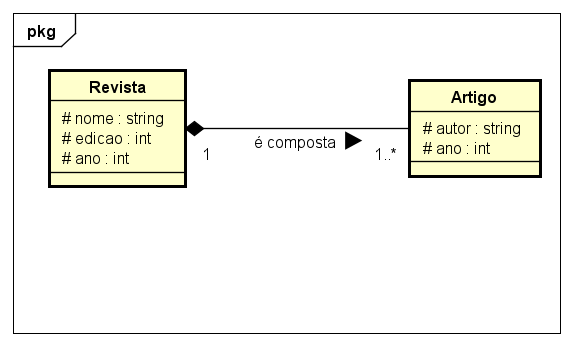 pkg
Revista
# nome : string
# edicao : int
# ano : int
1
é composta
1..*
Artigo
# autor : string
# ano : int